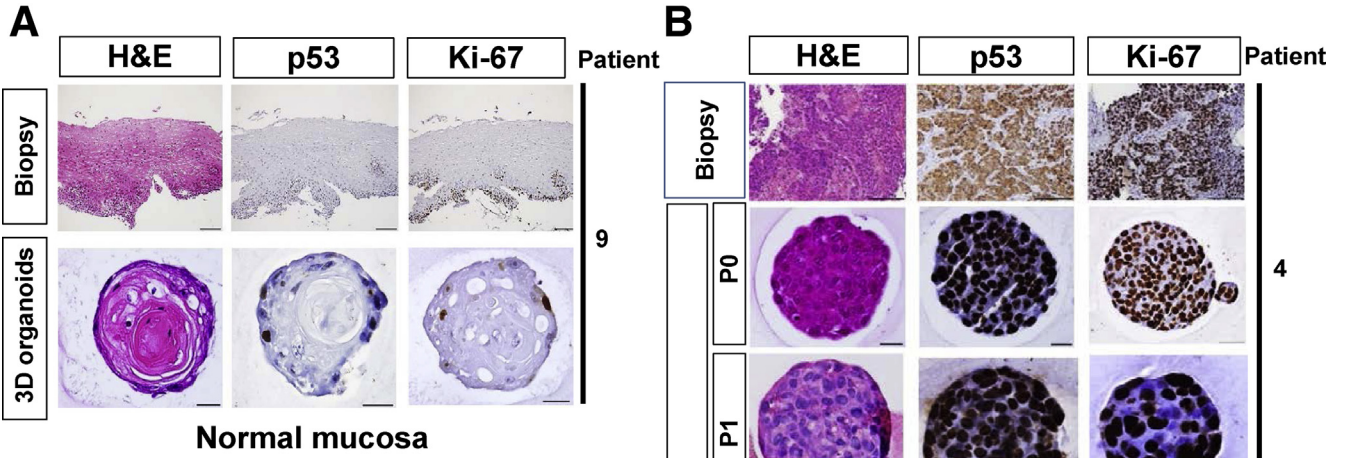 A
H&E
p53
Ki-67
Patient
Biopsy
9
3D organoids
Normal mucosa
B
H&E
p53
Ki-67
Patient
Biopsy
P0
4
P1